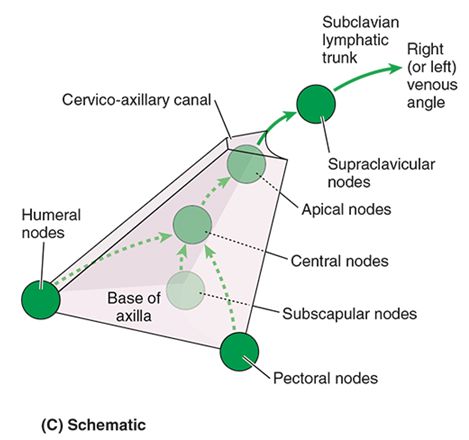 Subclavian
lymphatic
trunk
Right
(or left)
venous
angle
Cervico-axillary canal
Supraclavicular
nodes
Apical nodes
Humeral
nodes
Central nodes
Base of
axilla
Subscapular nodes
Pectoral nodes
(C) Schematic